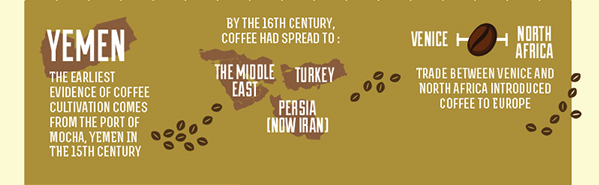 YEMEN
THE EARLIEST
EVIDENCE OF COFFEE
CULTIVATION COMES
FROM THE PORT OF
MOCHA, YEMEN IN
THE 15TH CENTURY
BY THE 16TH CENTURY,
COFFEE HAD SPREAD TO :
THE MIDDLE
EAST
TURKEY
PERSIA
(NOW IRAN)
VENICE
NORTH
AFRICA
TRADE BETWEEN VENICE AND
NORTH AFRICA INTRODUCED
COFFEE TO EUROPE